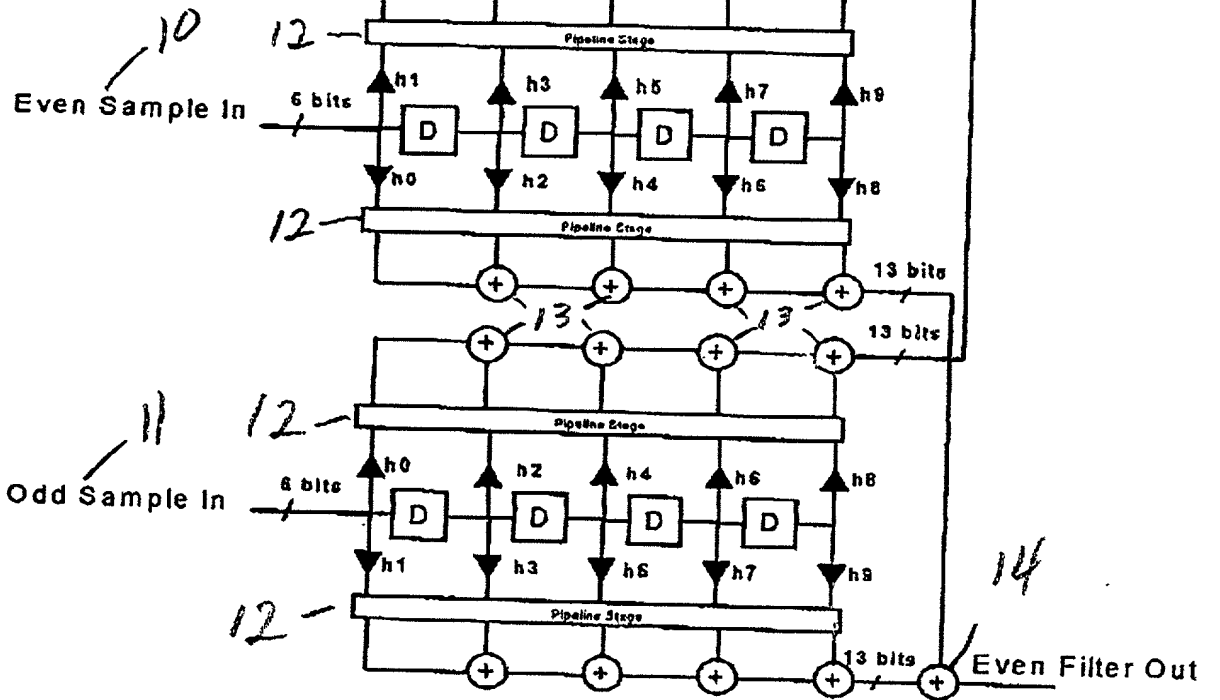 10
12
Pipeline Stage
h1 h3 h5 h7 h9
Even Sample In
6 bits
D D D D
h0 h2 h4 h6 h8
12
Pipeline Stage
+ + + +
13 bits
13 13
13 bits
+ + + +
11
12
Pipeline Stage
h0 h2 h4 h6 h8
Odd Sample In
6 bits
D D D D
h1 h3 h5 h7 h9
14
12
Pipeline Stage
+ + + +
13 bits
+
Even Filter Out